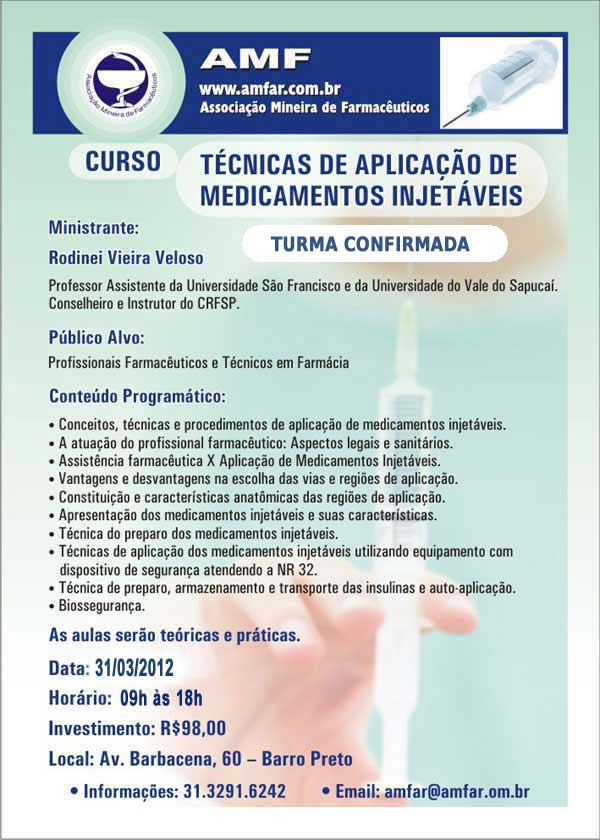 Associação Mineira de Farmacêuticos
AMF
www.amfar.com.br
Associação Mineira de Farmacêuticos
CURSO
TÉCNICAS DE APLICAÇÃO DE
MEDICAMENTOS INJETÁVEIS
Ministrante:
TURMA CONFIRMADA
Rodinei Vieira Veloso
Professor Assistente da Universidade São Francisco e da Universidade do Vale do Sapucaí.
Conselheiro e Instrutor do CRFSP.
Público Alvo:
Profissionais Farmacêuticos e Técnicos em Farmácia
Conteúdo Programático:
• Conceitos, técnicas e procedimentos de aplicação de medicamentos injetáveis.
• A atuação do profissional farmacêutico: Aspectos legais e sanitários.
• Assistência farmacêutica X Aplicação de Medicamentos Injetáveis.
• Vantagens e desvantagens na escolha das vias e regiões de aplicação.
• Constituição e características anatômicas das regiões de aplicação.
• Apresentação dos medicamentos injetáveis e suas características.
• Técnica do preparo dos medicamentos injetáveis.
• Técnicas de aplicação dos medicamentos injetáveis utilizando equipamento com
dispositivo de segurança atendendo a NR 32.
• Técnica de preparo, armazenamento e transporte das insulinas e auto-aplicação.
• Biossegurança.
As aulas serão teóricas e práticas.
Data: 31/03/2012
Horário: 09h às 18h
Investimento: R$98,00
Local: Av. Barbacena, 60 – Barro Preto
• Informações: 31.3291.6242 • Email: amfar@amfar.om.br